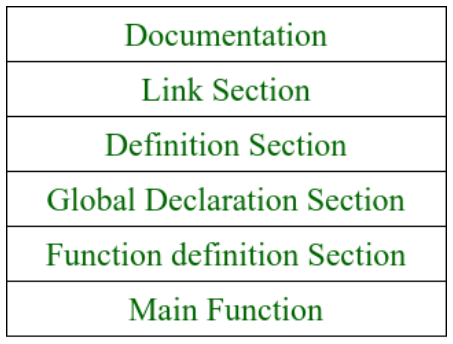 Documentation
Link Section
Definition Section
Global Declaration Section
Function definition Section
Main Function